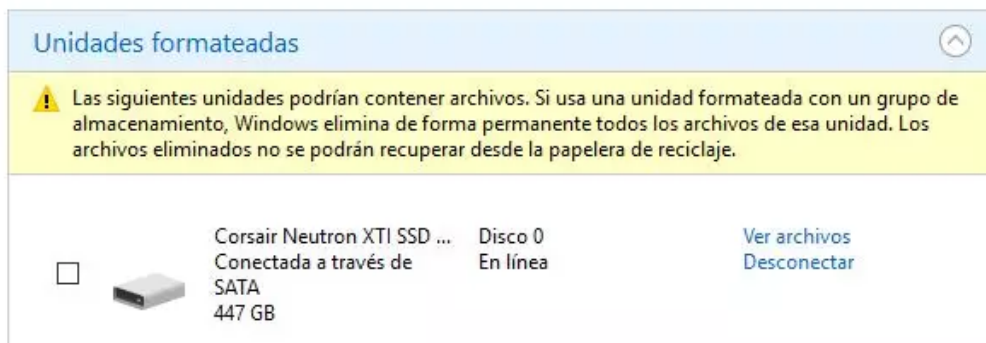 Unidades formateadas
Las siguientes unidades podrían contener archivos. Si usa una unidad formateada con un grupo de
almacenamiento, Windows elimina de forma permanente todos los archivos de esa unidad. Los
archivos eliminados no se podrán recuperar desde la papelera de reciclaje.
Corsair Neutron XTI SSD ... Disco 0 Ver archivos
Conectada a través de En línea Desconectar
SATA
447 GB